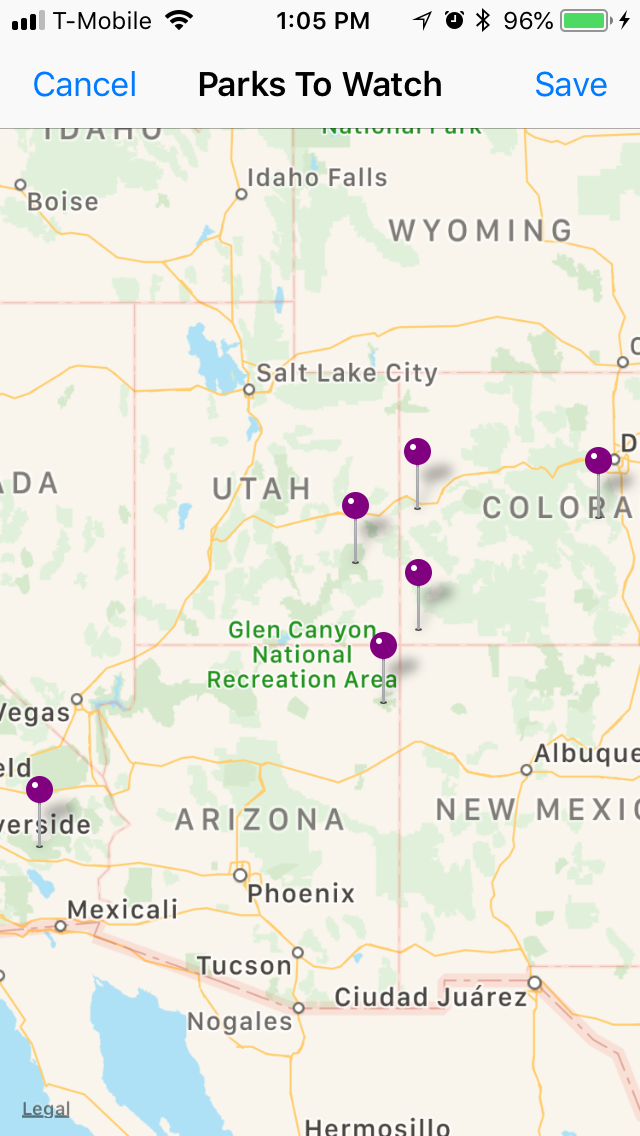 T-Mobile 1:05 PM 96%
Cancel Parks To Watch Save
IDAHO National Park
Idaho Falls
Boise
WYOMING
C
Salt Lake City
D
ADA UTAH COLORA
Glen Canyon
National
Recreation Area
Vegas
Albuque
eld
verside ARIZONA NEW MEXIC
Phoenix
Mexicali
Tucson
Ciudad Juárez
Nogales
Legal
Hermosillo